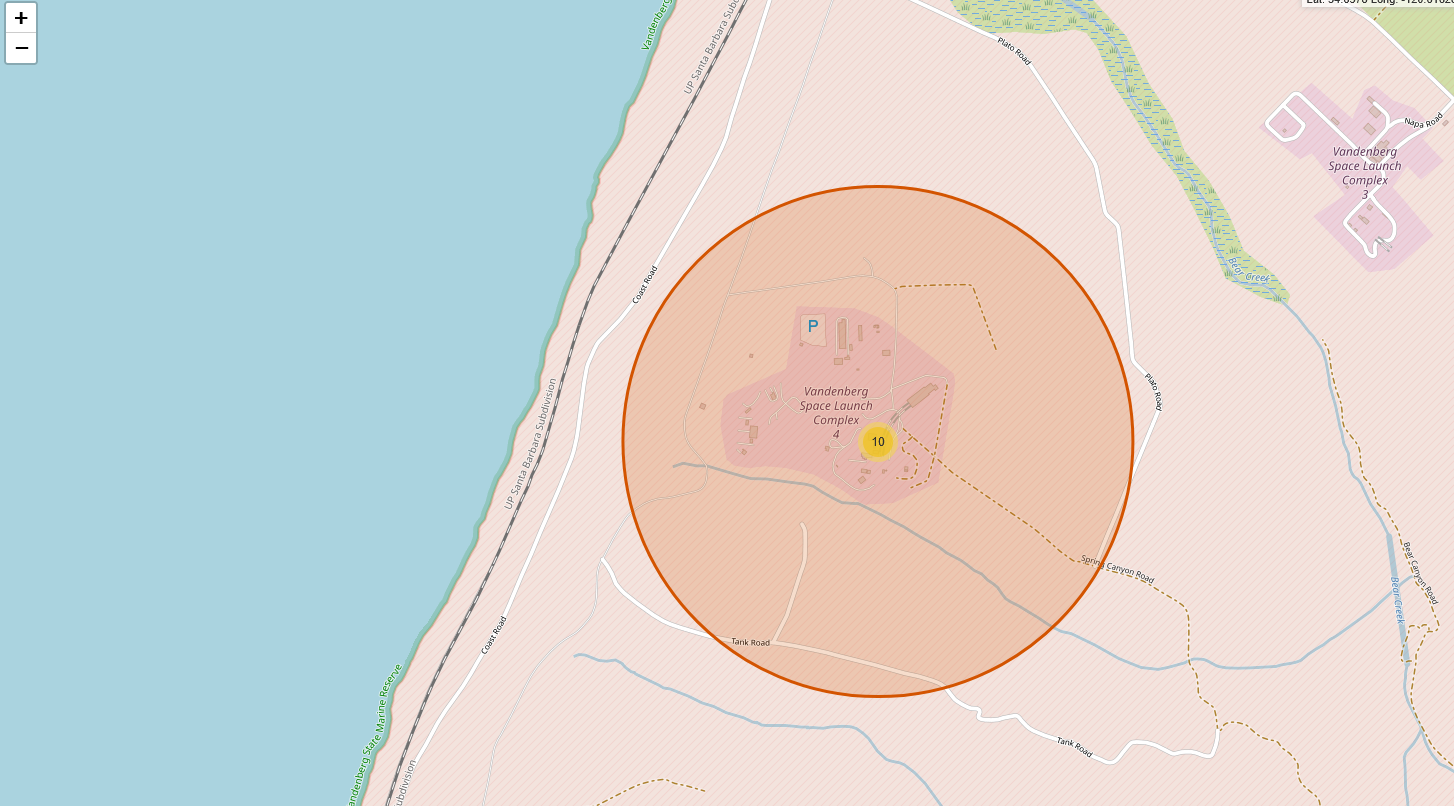 +
−
Vandenberg
UP Santa Barbara Subd
Plato Road
Napa Road
Vandenberg
Space Launch
Complex
3
Bear Creek
Coast Road
P
Vandenberg
Space Launch
Complex
4
10
Plato Road
UP Santa Barbara Subdivision
Spring Canyon Road
Bear Canyon Road
Bear Creek
Coast Road
Tank Road
Tank Road
andenberg State Marine Reserve
ubdivision